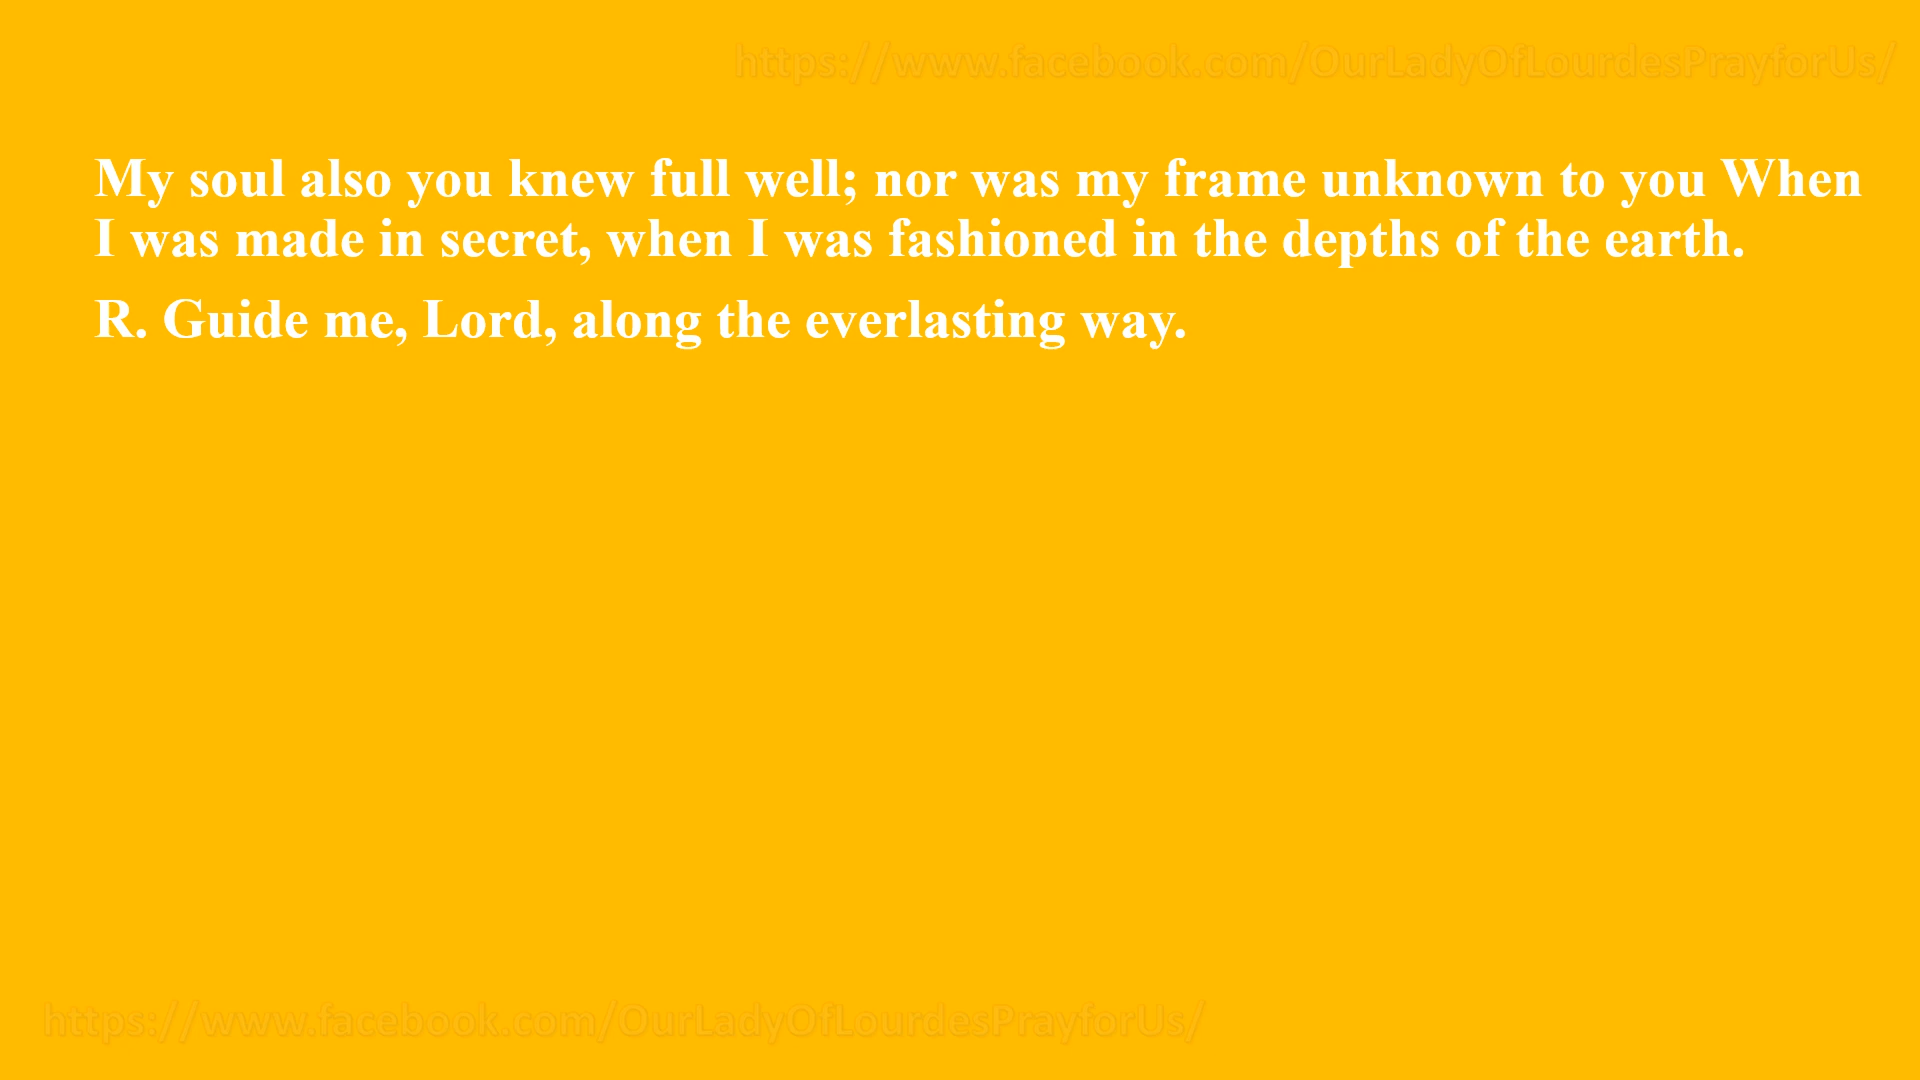 https://www.facebook.com/OurLadyOfLourdesPrayforUs/
My soul also you knew full well; nor was my frame unknown to you When
I was made in secret, when I was fashioned in the depths of the earth.
R. Guide me, Lord, along the everlasting way.
https://www.facebook.com/OurLadyOfLourdesPrayforUs/